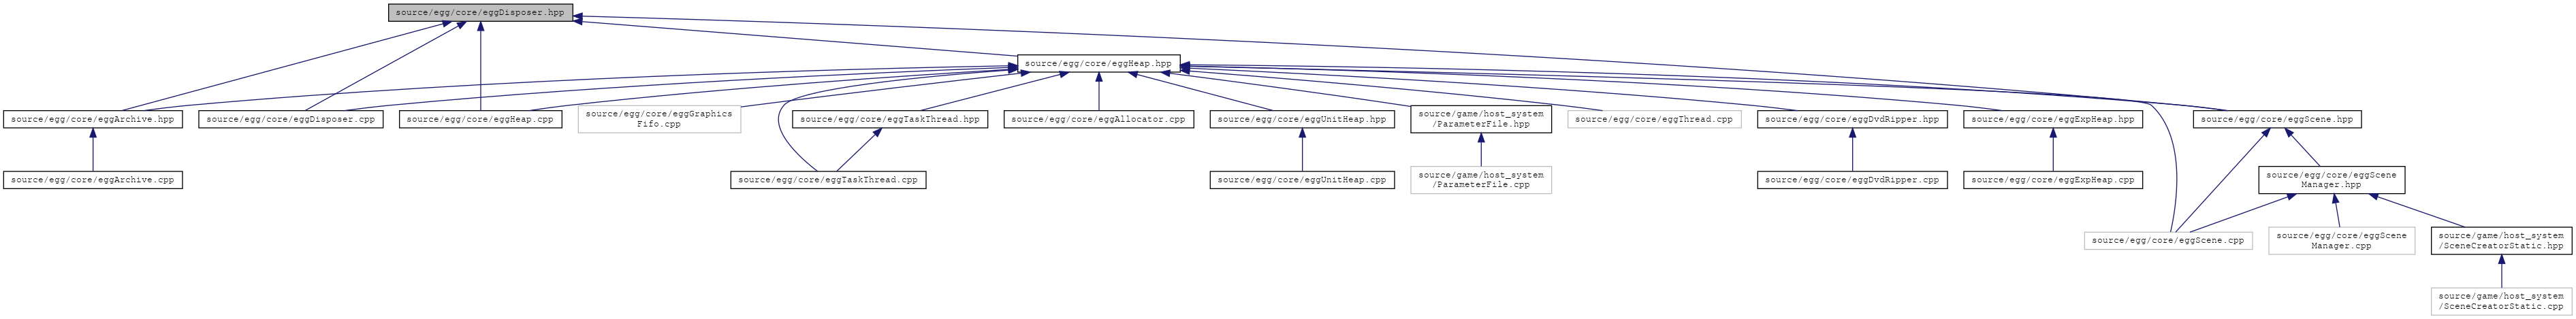 source/egg/core/eggDisposer.hpp
source/egg/core/eggHeap.hpp
source/egg/core/eggArchive.hpp
source/egg/core/eggDisposer.cpp
source/egg/core/eggHeap.cpp
source/egg/core/eggGraphics
Fifo.cpp
source/egg/core/eggTaskThread.hpp
source/egg/core/eggAllocator.cpp
source/egg/core/eggUnitHeap.hpp
source/game/host_system
/ParameterFile.hpp
source/egg/core/eggThread.cpp
source/egg/core/eggDvdRipper.hpp
source/egg/core/eggExpHeap.hpp
source/egg/core/eggScene.hpp
source/egg/core/eggArchive.cpp
source/egg/core/eggTaskThread.cpp
source/egg/core/eggUnitHeap.cpp
source/game/host_system
/ParameterFile.cpp
source/egg/core/eggDvdRipper.cpp
source/egg/core/eggExpHeap.cpp
source/egg/core/eggScene
Manager.hpp
source/egg/core/eggScene.cpp
source/egg/core/eggScene
Manager.cpp
source/game/host_system
/SceneCreatorStatic.hpp
source/game/host_system
/SceneCreatorStatic.cpp